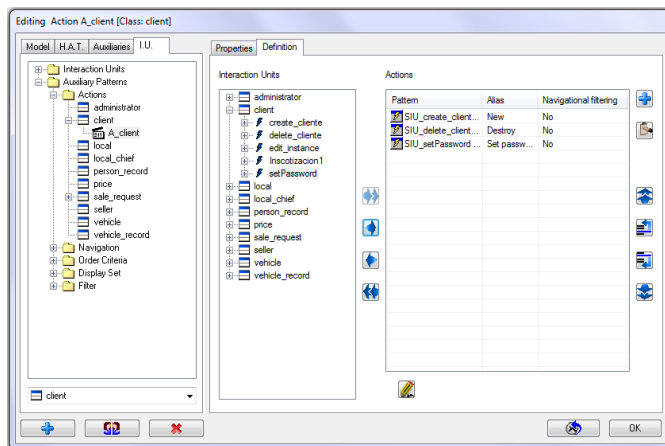 Editing Action A_client [Class: client]
Model H.A.T. Auxiliaries I.U.
Interaction Units
Auxiliary Patterns
Actions
administrator
client
A_client
local
local_chief
person_record
price
sale_request
seller
vehicle
vehicle_record
Navigation
Order Criteria
Display Set
Filter
client
Properties Definition
Interaction Units
administrator
client
create_cliente
delete_cliente
edit_instance
Inscotizacion1
setPassword
local
local_chief
person_record
price
sale_request
seller
vehicle
vehicle_record
Actions
Pattern Alias Navigational filtering
SIU_create_client... New No
SIU_delete_client... Destroy No
SIU_setPassword ... Set passw... No
OK